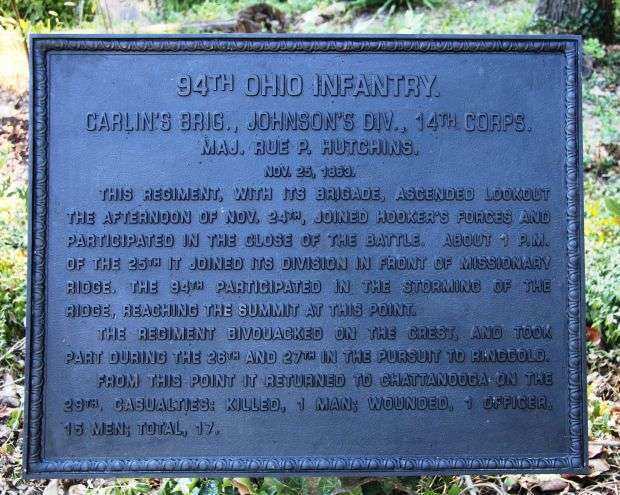 94TH OHIO INFANTRY.
CARLIN'S BRIG., JOHNSON'S DIV., 14TH CORPS.
MAJ. RUE P. HUTCHINS.
NOV. 25, 1863.
THIS REGIMENT, WITH ITS BRIGADE, ASCENDED LOOKOUT
THE AFTERNOON OF NOV. 24TH, JOINED HOOKER'S FORCES AND
PARTICIPATED IN THE CLOSE OF THE BATTLE. ABOUT 1 P.M.
OF THE 25TH IT JOINED ITS DIVISION IN FRONT OF MISSIONARY
RIDGE. THE 94TH PARTICIPATED IN THE STORMING OF THE
RIDGE, REACHING THE SUMMIT AT THIS POINT.
THE REGIMENT BIVOUACKED ON THE CREST, AND TOOK
PART DURING THE 26TH AND 27TH IN THE PURSUIT TO RINGGOLD.
FROM THIS POINT IT RETURNED TO CHATTANOOGA ON THE
29TH. CASUALTIES: KILLED, 1 MAN; WOUNDED, 1 OFFICER,
15 MEN; TOTAL, 17.